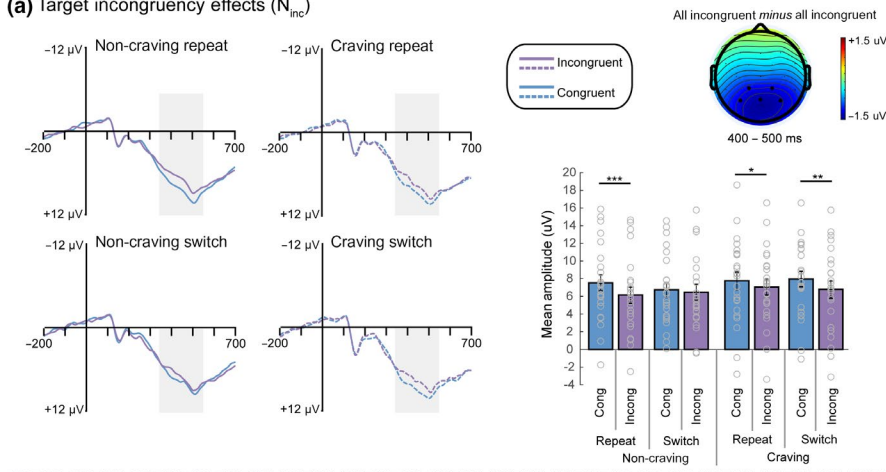 (a) Target incongruency effects (Ninc)
Non-craving repeat
−12 µV
−200
700
+12 µV
Craving repeat
−12 µV
−200
700
+12 µV
Non-craving switch
−12 µV
−200
700
+12 µV
Craving switch
−12 µV
−200
700
+12 µV
Incongruent
Congruent
All incongruent minus all incongruent
+1.5 uV
−1.5 uV
400 – 500 ms
Mean amplitude (uV)
20
18
16
14
12
10
8
6
4
2
0
-2
-4
***
*
**
Cong Incong Cong Incong Cong Incong Cong Incong
Repeat Switch Repeat Switch
Non-craving Craving